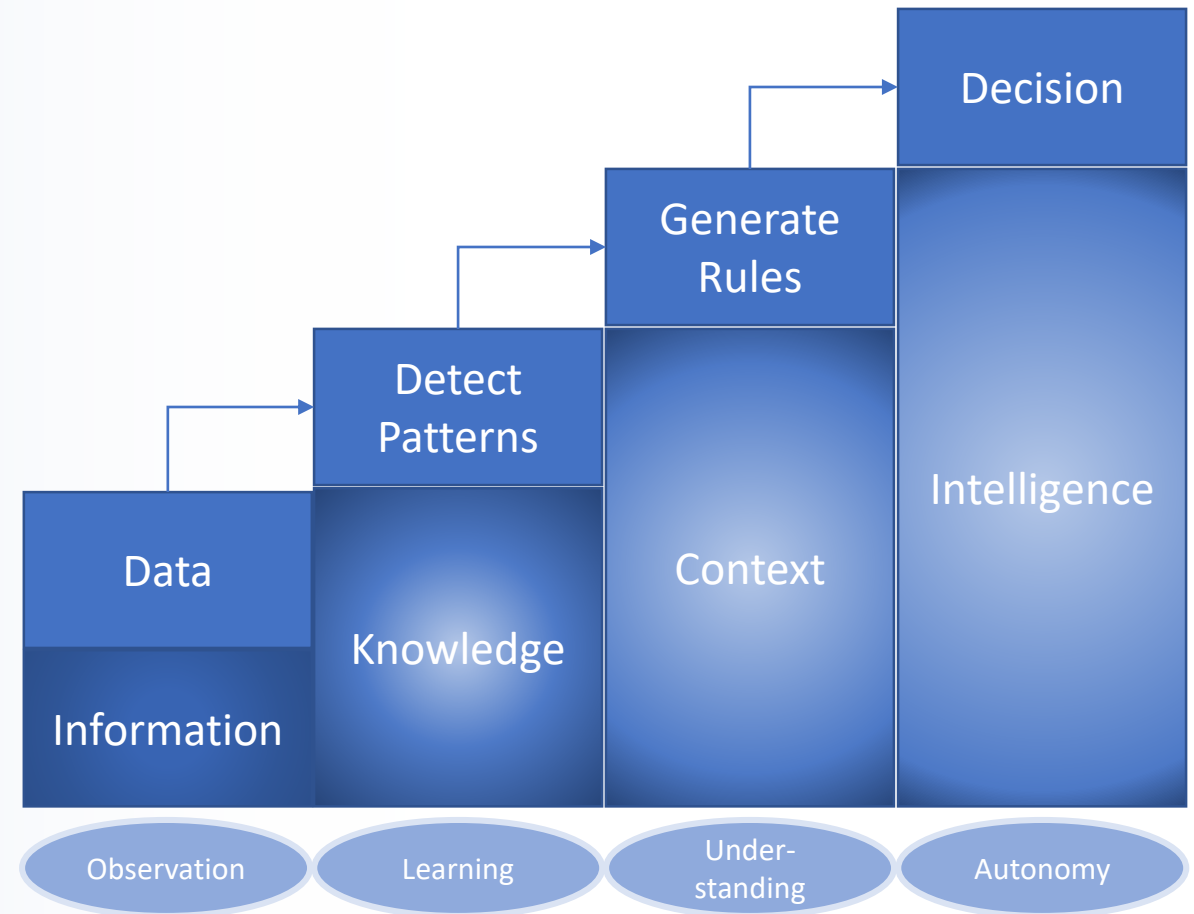 Decision
Generate
Rules
Detect
Patterns
Data
Information
Knowledge
Context
Intelligence
Observation
Learning
Under-
standing
Autonomy